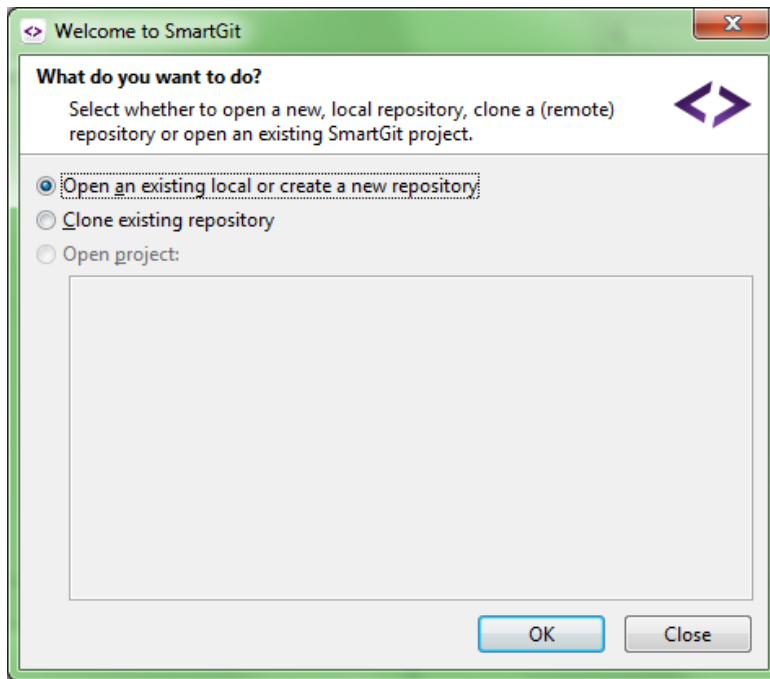 Welcome to SmartGit
What do you want to do?
Select whether to open a new, local repository, clone a (remote)
repository or open an existing SmartGit project.
Open an existing local or create a new repository
Clone existing repository
Open project:
OK Close